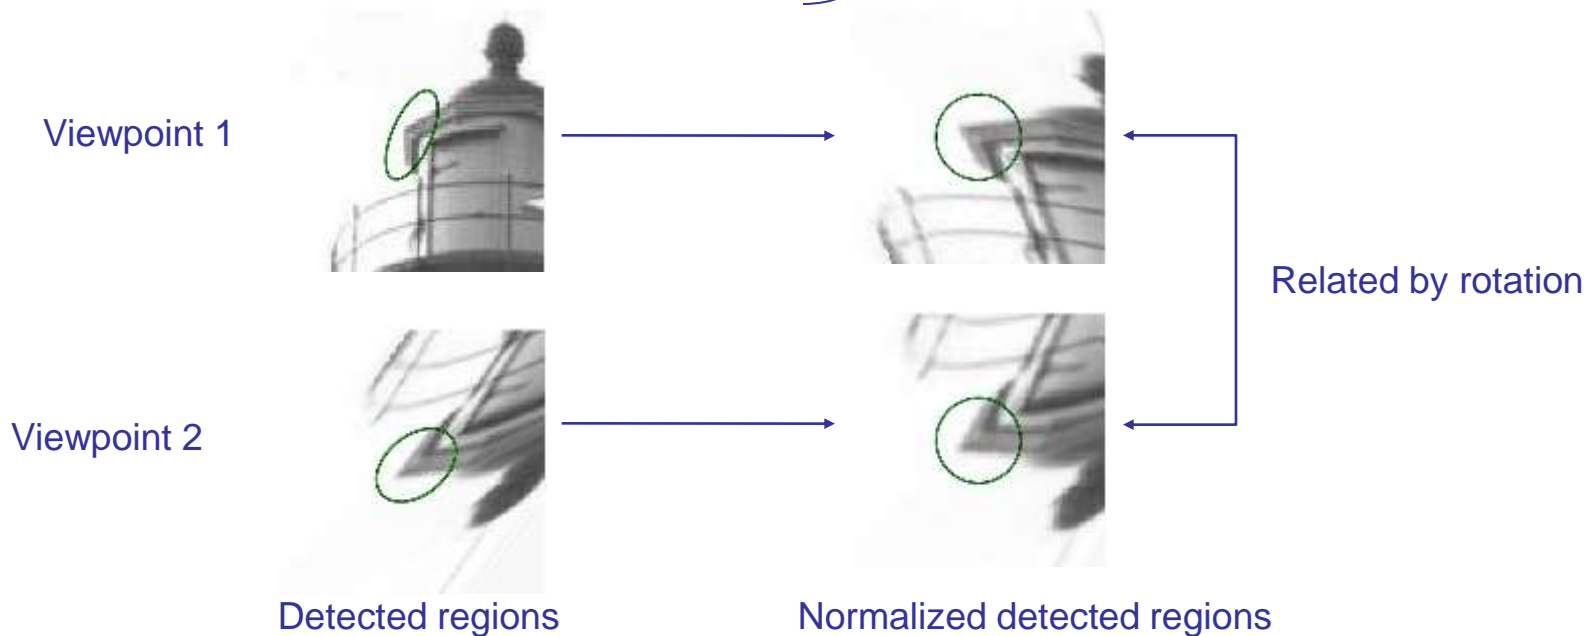 Viewpoint 1
Related by rotation
Viewpoint 2
Detected regions
Normalized detected regions